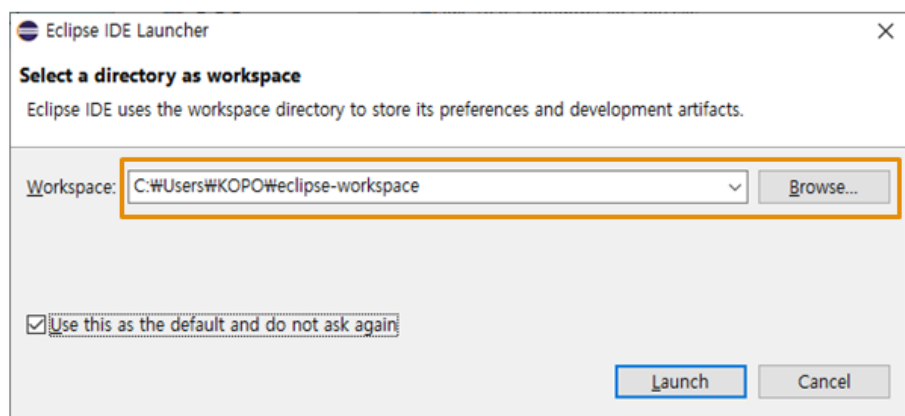 Eclipse IDE Launcher
Select a directory as workspace
Eclipse IDE uses the workspace directory to store its preferences and development artifacts.
Workspace: C:₩Users₩KOPO₩eclipse-workspace Browse...
Use this as the default and do not ask again
Launch Cancel